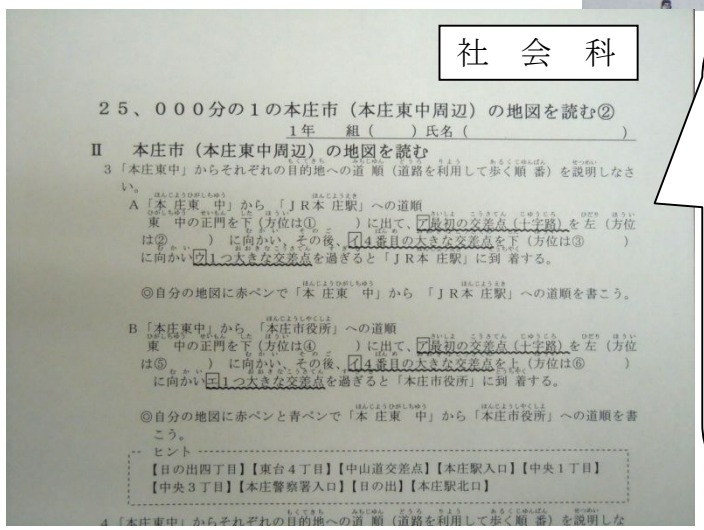 社 会 科
25、000分の1の本庄市（本庄東中周辺）の地図を読む②
1年　組（　）氏名（　　　　　）
Ⅱ　本庄市（本庄東中周辺）の地図を読む
3「本庄東中」からそれぞれの目的地への道順（道路を利用して歩く順番）を説明しなさ
い。
A「本庄東中」から「JR本庄駅」への道順
東中の正門を下（方位は①　　　）に出て、ア最初の交差点（十字路）を左（方位
は②　　　）に向かい、その後、イ4番目の大きな交差点を下（方位は③　　　）
に向かいウ1つ大きな交差点を過ぎると「JR本庄駅」に到着する。
◎自分の地図に赤ペンで「本庄東中」から「JR本庄駅」への道順を書こう。
B「本庄東中」から「本庄市役所」への道順
東中の正門を下（方位は④　　　）に出て、ア最初の交差点（十字路）を左（方位
は⑤　　　）に向かい、その後、イ4番目の大きな交差点を上（方位は⑥　　　）
に向かいエ1つ大きな交差点を過ぎると「本庄市役所」に到着する。
◎自分の地図に赤ペンと青ペンで「本庄東中」から「本庄市役所」への道順を書
こう。
ヒント
【日の出四丁目】【東台4丁目】【中山道交差点】【本庄駅入口】【中央1丁目】
【中央3丁目】【本庄警察署入口】【日の出】【本庄駅北口】
4「本庄東中」からそれぞれの目的地への道順（道路を利用して歩く順番）を説明しな